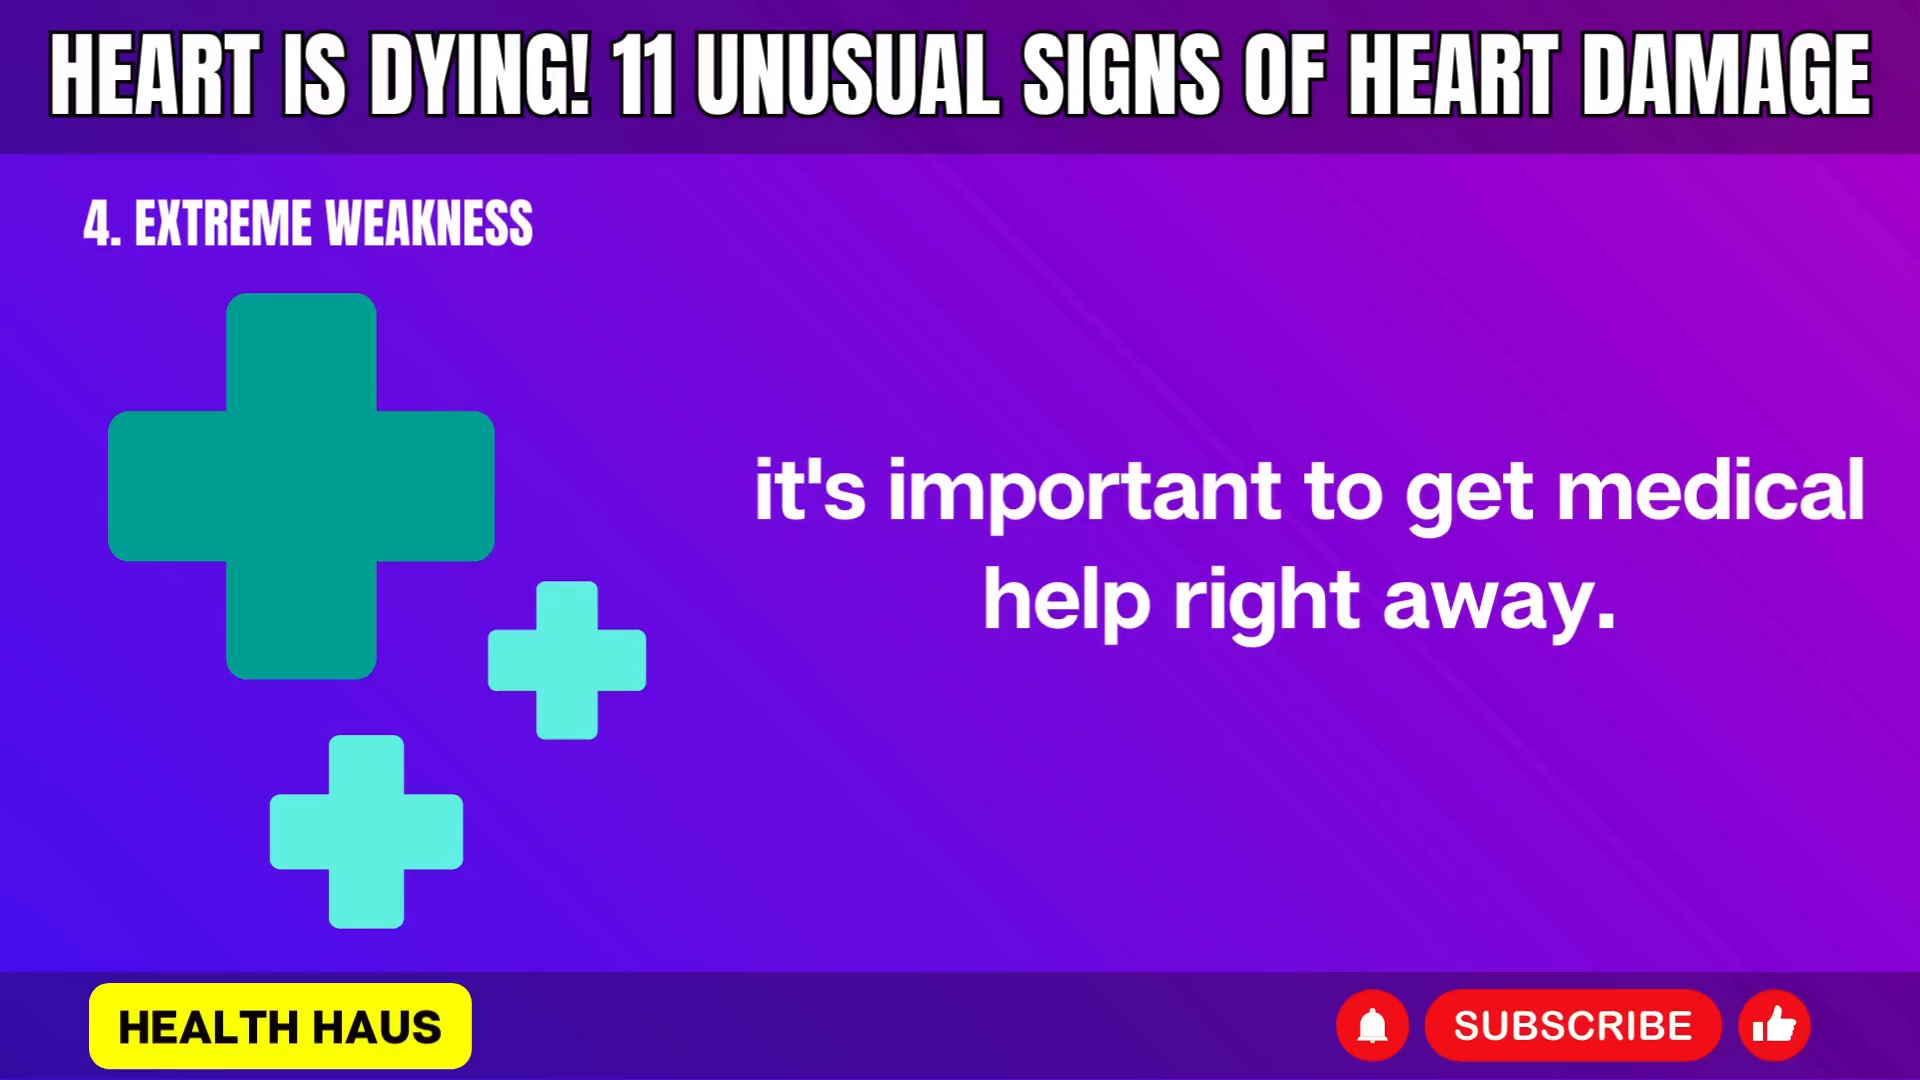 HEART IS DYING! 11 UNUSUAL SIGNS OF HEART DAMAGE
4. EXTREME WEAKNESS
it's important to get medical
help right away.
HEALTH HAUS
SUBSCRIBE